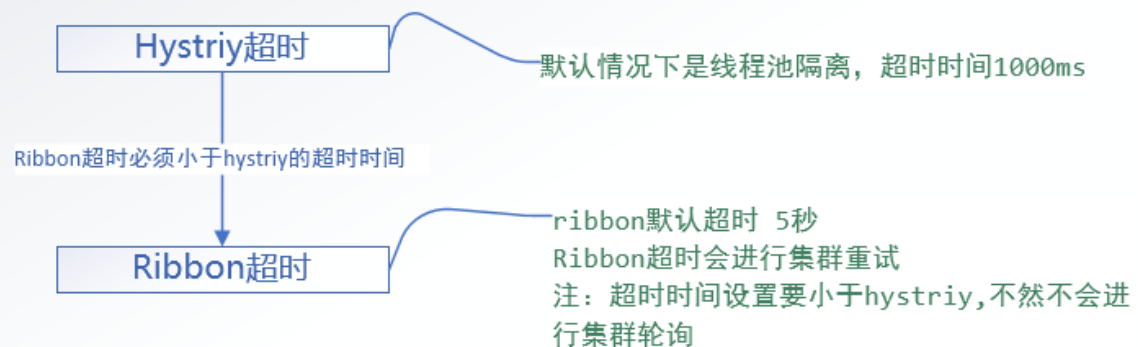 Hystriy超时
默认情况下是线程池隔离，超时时间1000ms
Ribbon超时必须小于hystriy的超时时间
ribbon默认超时 5秒
Ribbon超时
Ribbon超时会进行集群重试
注：超时时间设置要小于hystriy,不然不会进
行集群轮询